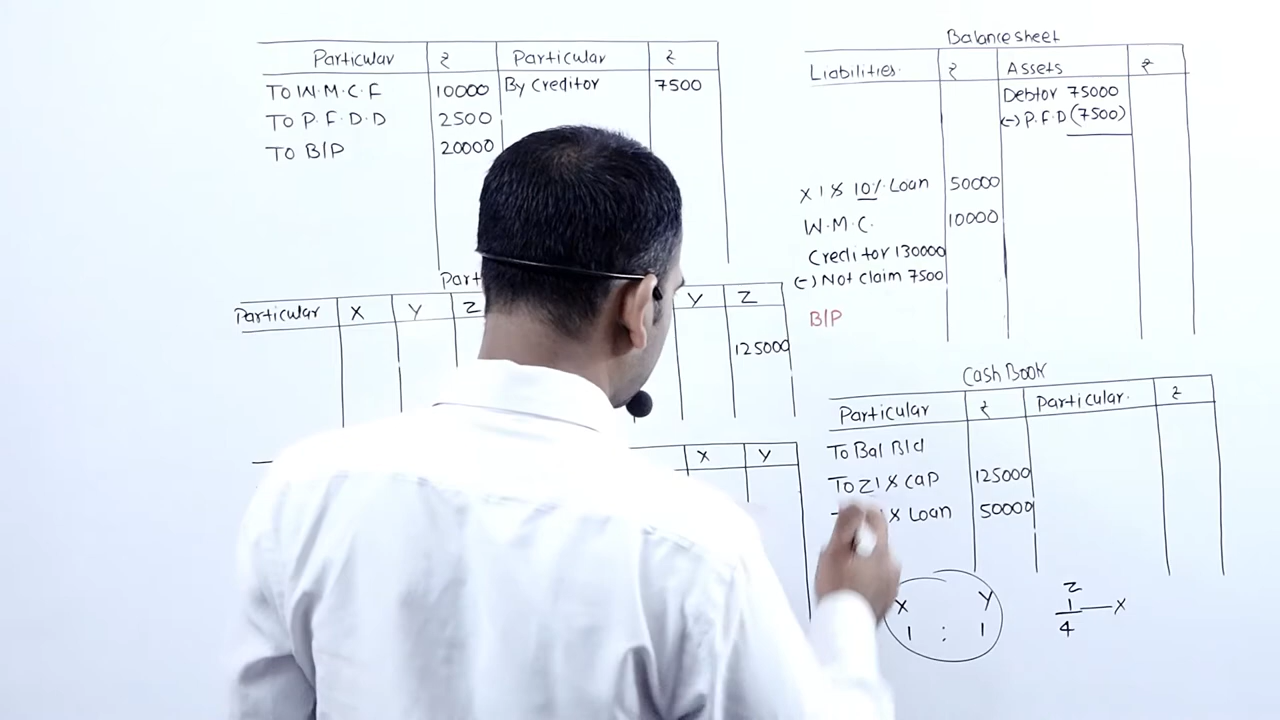 Particular ₹ Particular ₹
To W.M.C.F 10000 By Creditor 7500
To P.F.D.D 2500
To B/P 20000
Particular X Y Z Y Z
125000
X Y
Balance sheet
Liabilities. ₹ Assets ₹
Debtor 75000
(-) P.F.D (7500)
X's 10% Loan 50000
W.M.C. 10000
Creditor 130000
(-) Not claim 7500
B/P
Cash Book
Particular ₹ Particular. ₹
To Bal B/d
To Z's Cap 125000
Loan 50000
X Y
1 : 1
Z
1/4 — X